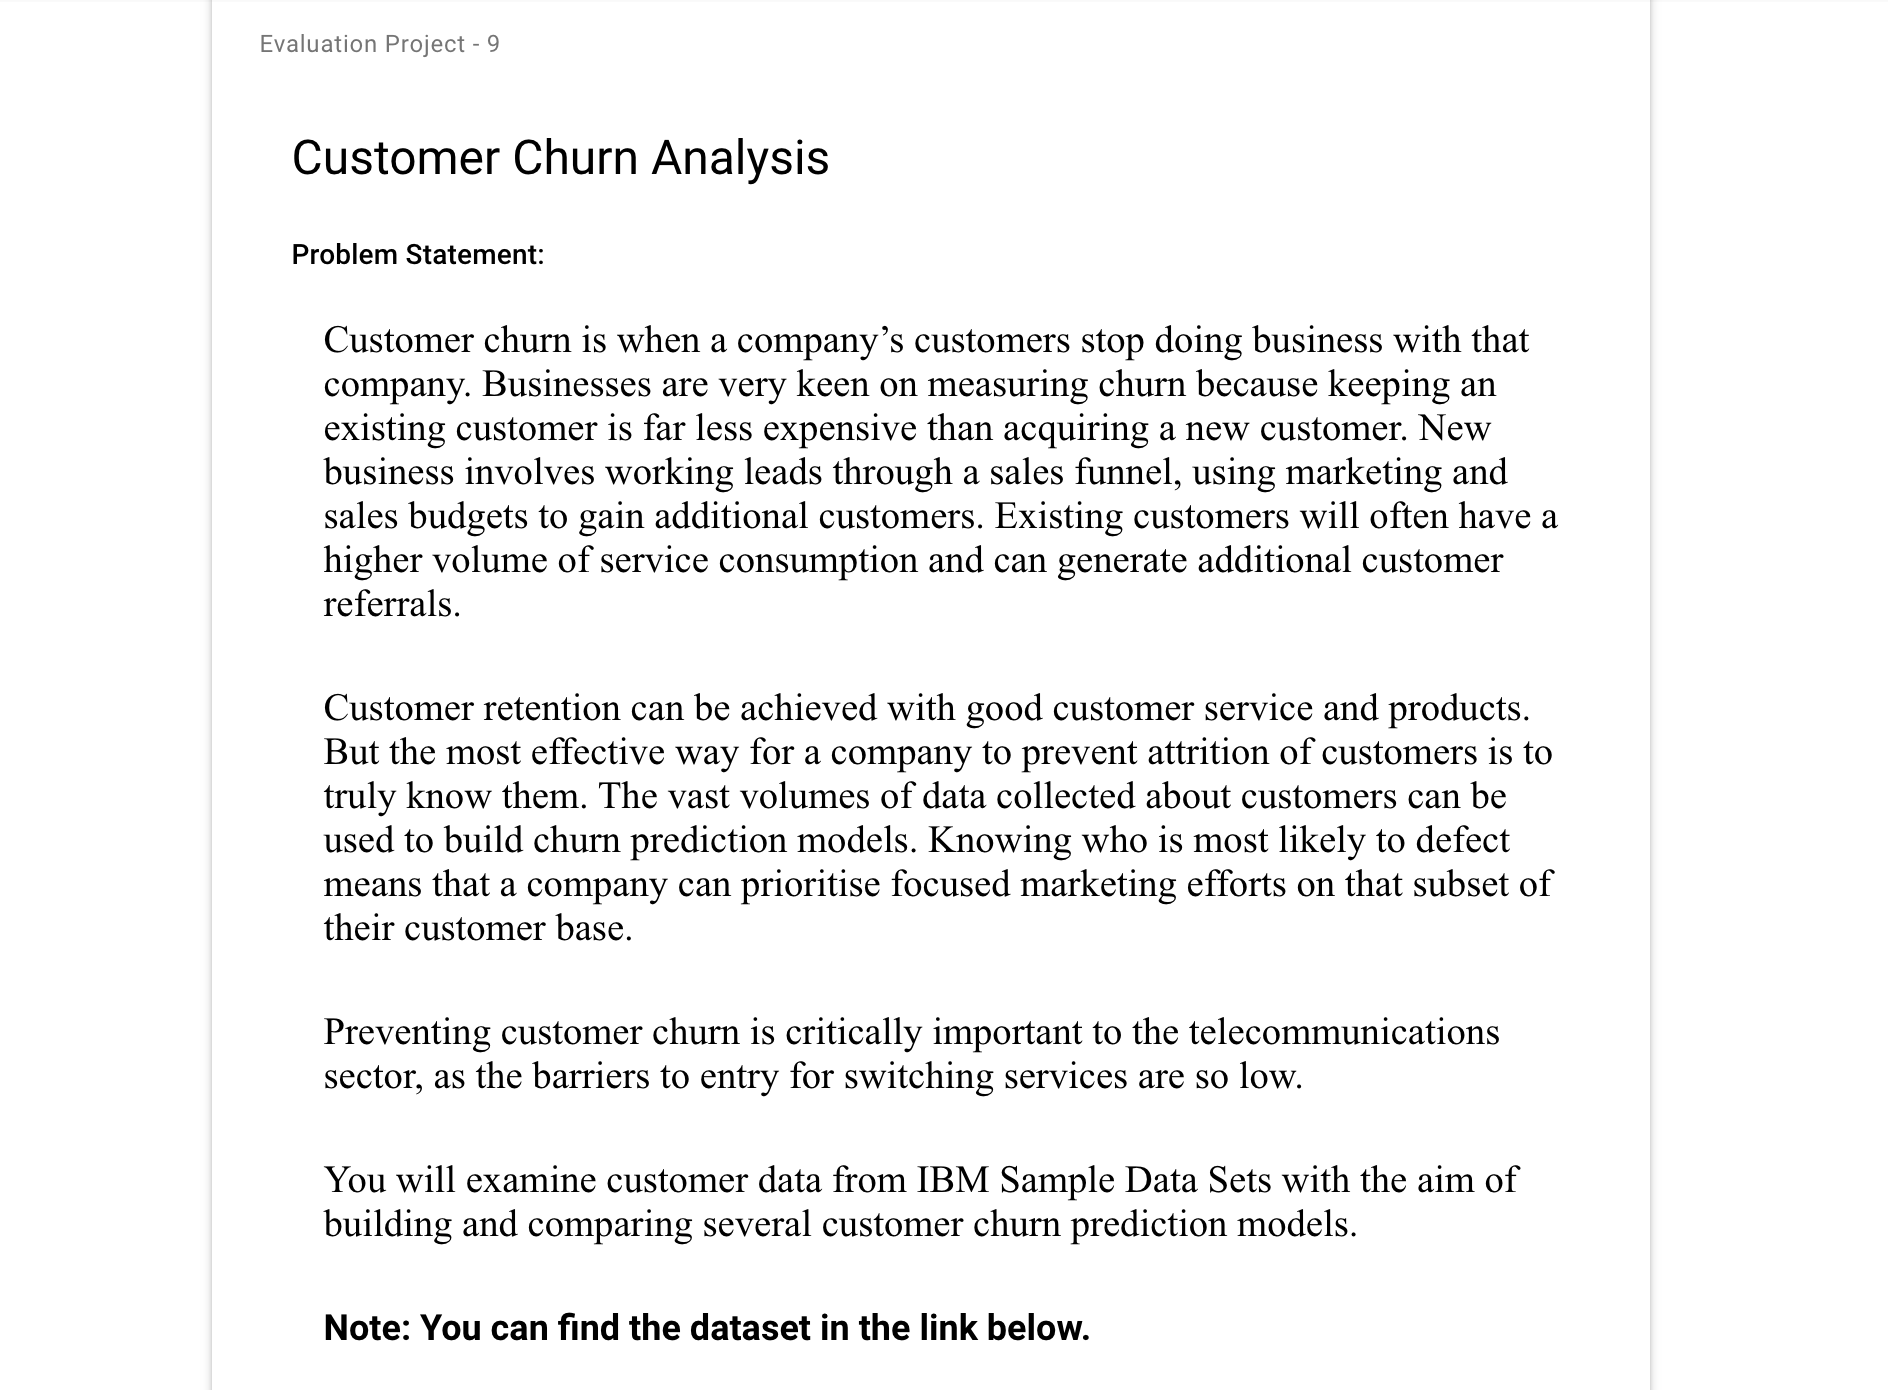 Evaluation Project - 9
Customer Churn Analysis
Problem Statement:
Customer churn is when a company’s customers stop doing business with that
company. Businesses are very keen on measuring churn because keeping an
existing customer is far less expensive than acquiring a new customer. New
business involves working leads through a sales funnel, using marketing and
sales budgets to gain additional customers. Existing customers will often have a
higher volume of service consumption and can generate additional customer
referrals.
Customer retention can be achieved with good customer service and products.
But the most effective way for a company to prevent attrition of customers is to
truly know them. The vast volumes of data collected about customers can be
used to build churn prediction models. Knowing who is most likely to defect
means that a company can prioritise focused marketing efforts on that subset of
their customer base.
Preventing customer churn is critically important to the telecommunications
sector, as the barriers to entry for switching services are so low.
You will examine customer data from IBM Sample Data Sets with the aim of
building and comparing several customer churn prediction models.
Note: You can find the dataset in the link below.